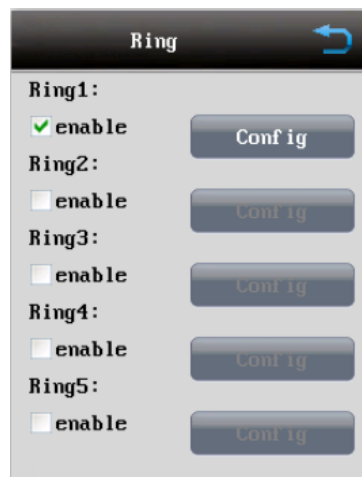 Ring
Ring1:
enable
Config
Ring2:
enable
Config
Ring3:
enable
Config
Ring4:
enable
Config
Ring5:
enable
Config